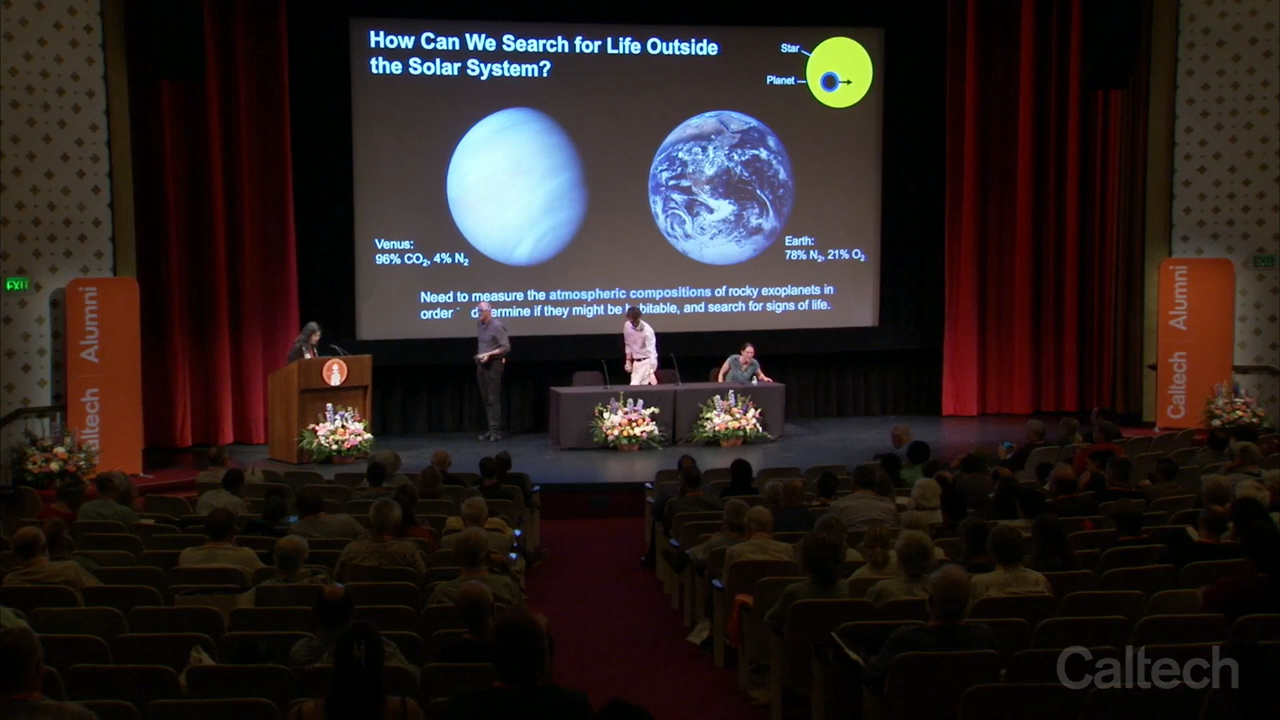 How Can We Search for Life Outside
the Solar System?
Star
Planet
Venus:
96% CO₂, 4% N₂
Earth:
78% N₂, 21% O₂
Need to measure the atmospheric compositions of rocky exoplanets in
order determine if they might be habitable, and search for signs of life.
EXIT
Caltech Alumni
Caltech Alumni
EXIT
Caltech